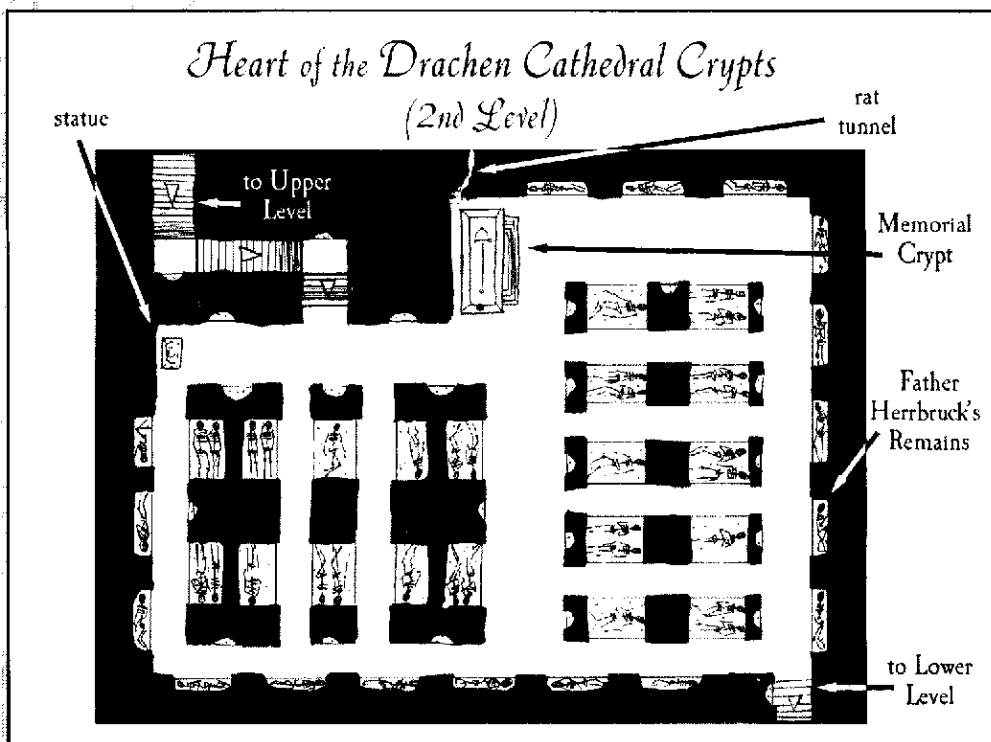 Heart of the Drachen Cathedral Crypts
(2nd Level)
statue
rat
tunnel
to Upper
Level
Memorial
Crypt
Father
Herrbruck's
Remains
to Lower
Level